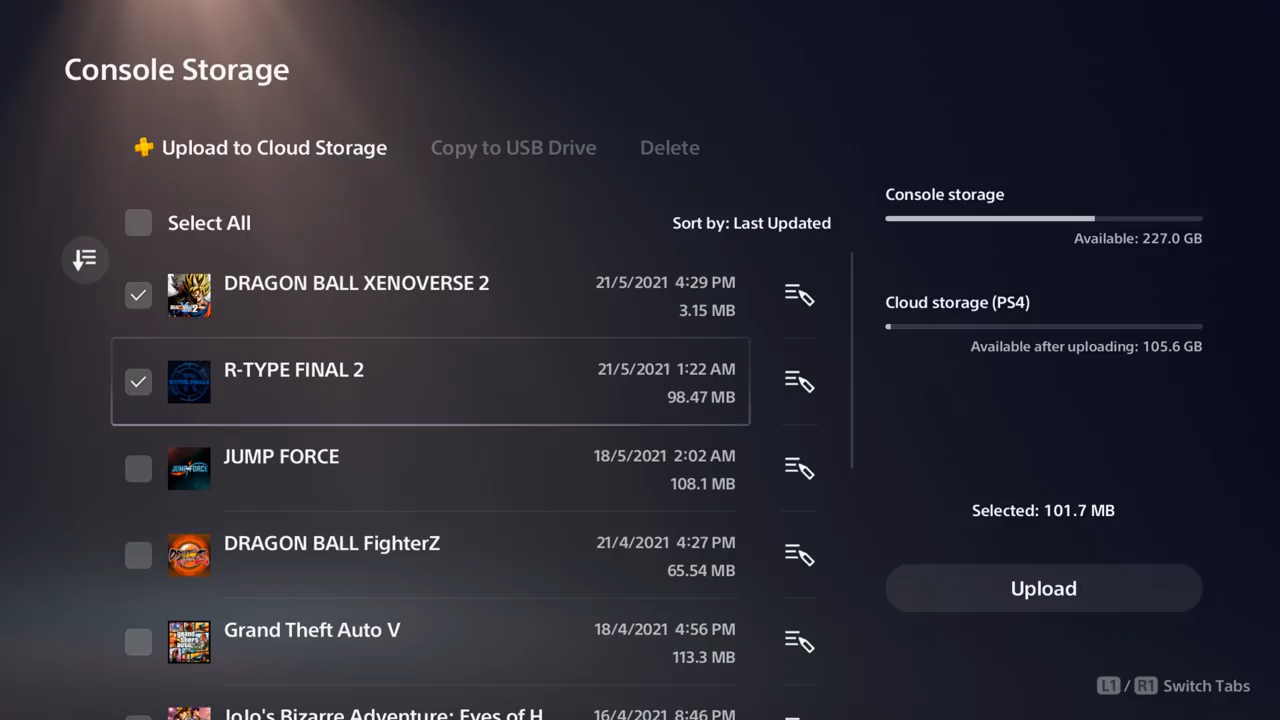 Console Storage
Upload to Cloud Storage Copy to USB Drive Delete
Select All Sort by: Last Updated
DRAGON BALL XENOVERSE 2 21/5/2021 4:29 PM
3.15 MB
R-TYPE FINAL 2 21/5/2021 1:22 AM
98.47 MB
JUMP FORCE 18/5/2021 2:02 AM
108.1 MB
DRAGON BALL FighterZ 21/4/2021 4:27 PM
65.54 MB
Grand Theft Auto V 18/4/2021 4:56 PM
113.3 MB
JoJo's Bizarre Adventure: Eyes of H 16/4/2021 8:46 PM
Console storage
Available: 227.0 GB
Cloud storage (PS4)
Available after uploading: 105.6 GB
Selected: 101.7 MB
Upload
L1 / R1 Switch Tabs